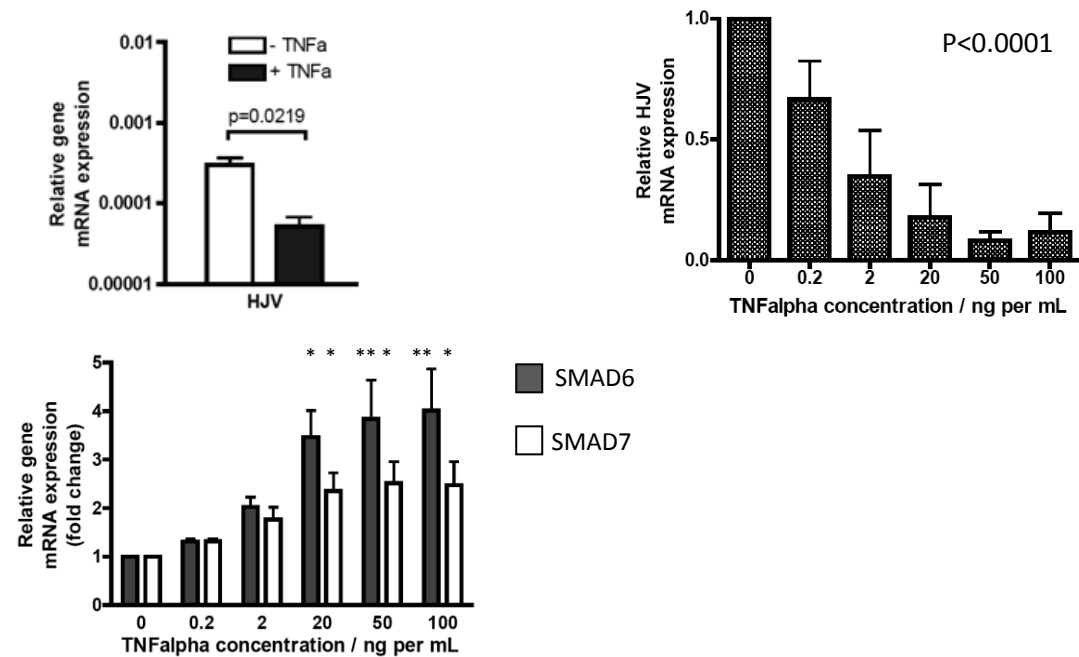 0.01
0.001
0.0001
0.00001
Relative gene
mRNA expression
- TNFa
+ TNFa
p=0.0219
HJV
1.0
0.5
0.0
Relative HJV
mRNA expression
P<0.0001
0 0.2 2 20 50 100
TNFalpha concentration / ng per mL
5
4
3
2
1
0
Relative gene
mRNA expression
(fold change)
* * ** * ** *
0 0.2 2 20 50 100
TNFalpha concentration / ng per mL
SMAD6
SMAD7